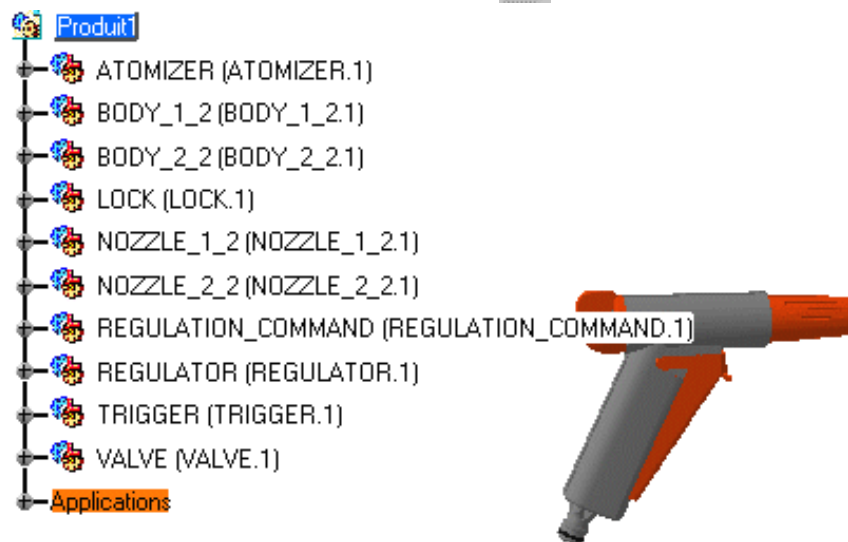 Produit1
ATOMIZER (ATOMIZER.1)
BODY_1_2 (BODY_1_2.1)
BODY_2_2 (BODY_2_2.1)
LOCK (LOCK.1)
NOZZLE_1_2 (NOZZLE_1_2.1)
NOZZLE_2_2 (NOZZLE_2_2.1)
REGULATION_COMMAND (REGULATION_COMMAND.1)
REGULATOR (REGULATOR.1)
TRIGGER (TRIGGER.1)
VALVE (VALVE.1)
Applications